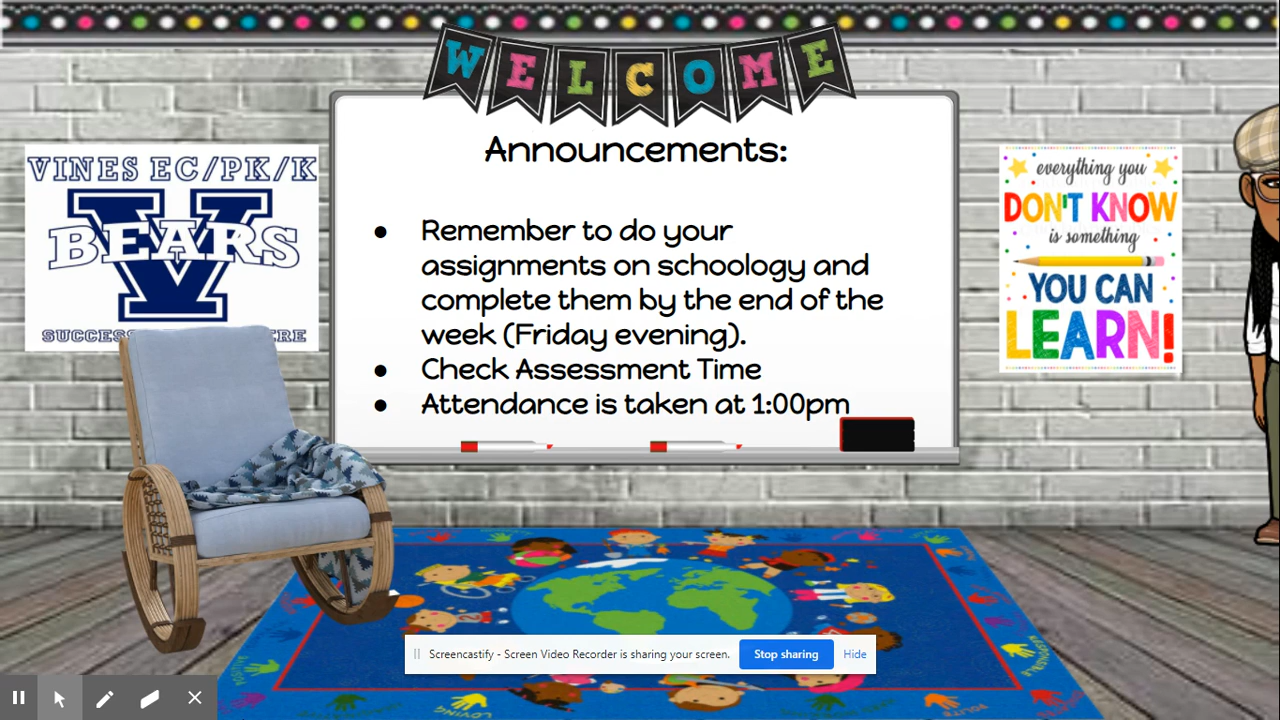 WELCOME
Announcements:
● Remember to do your
assignments on schoology and
complete them by the end of the
week (Friday evening).
● Check Assessment Time
● Attendance is taken at 1:00pm
VINES EC/PK/K
V
BEARS
everything you
DON'T KNOW
is something
YOU CAN
LEARN!
LOVING
POLITE
Screencastify - Screen Video Recorder is sharing your screen. Stop sharing Hide